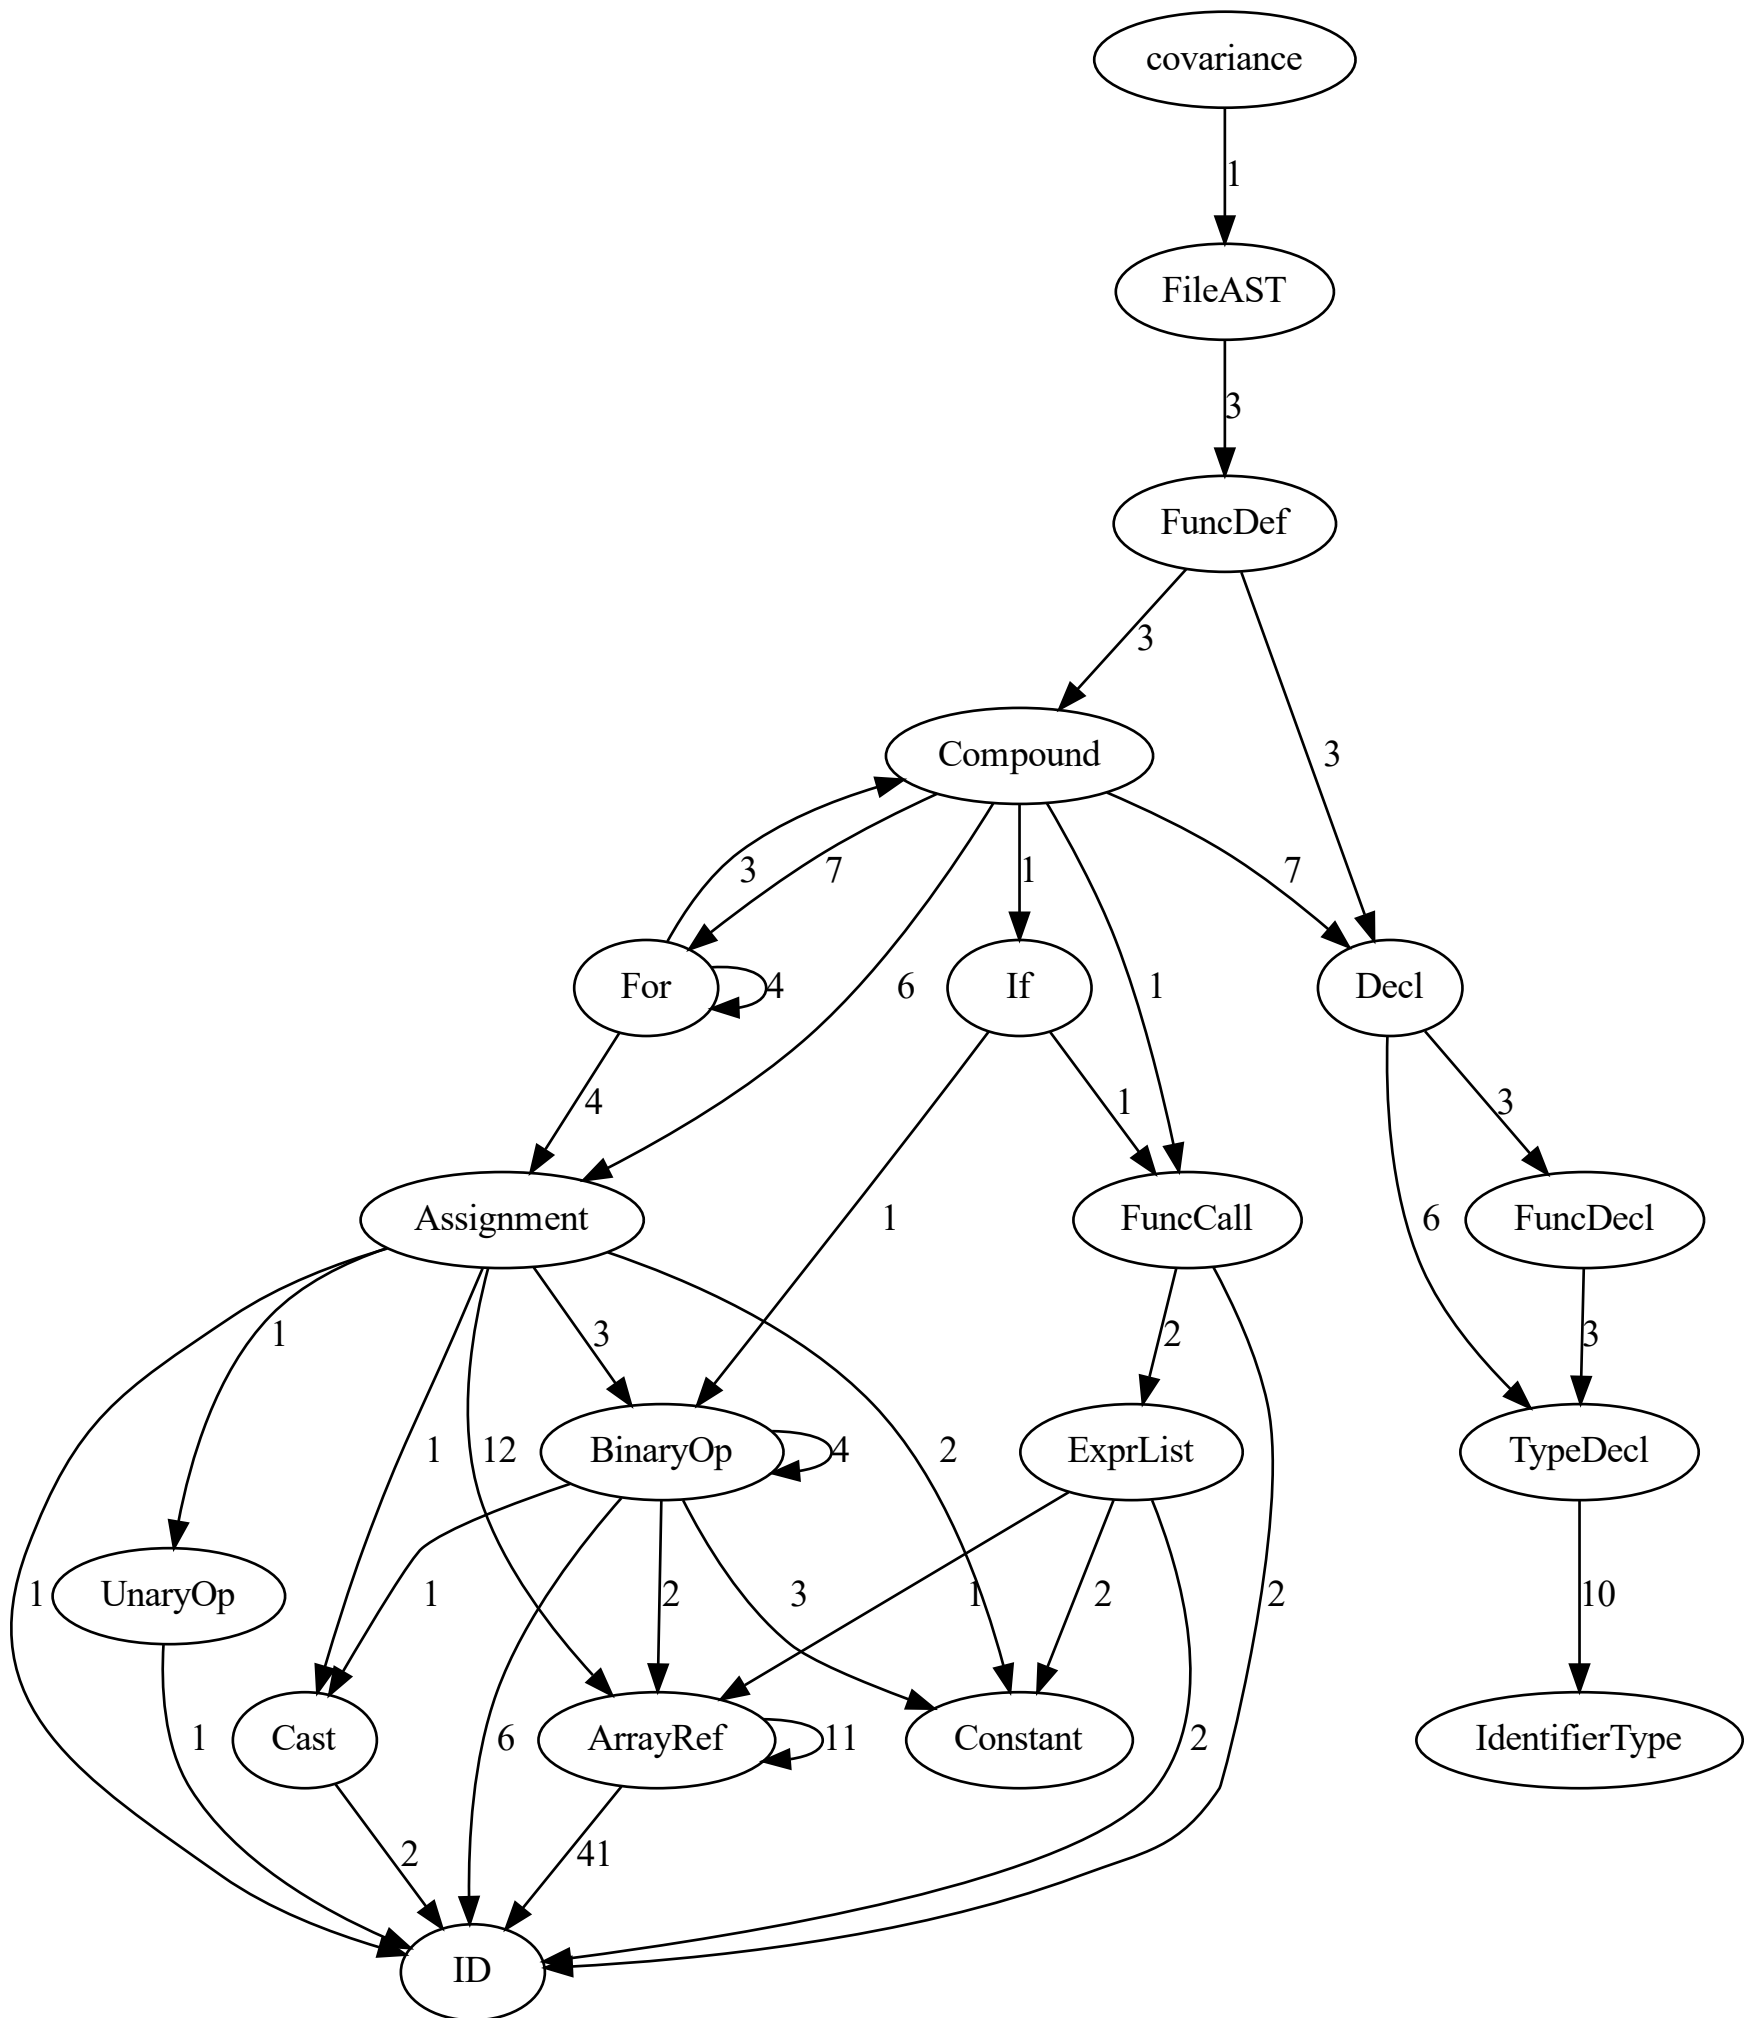 covariance
1
FileAST
3
FuncDef
3
3
Compound
3
7
1
7
For
4
6
If
1
Decl
4
1
3
Assignment
1
FuncCall
6
FuncDecl
1
3
2
3
1
12
BinaryOp
4
2
ExprList
TypeDecl
1
UnaryOp
1
2
3
1
2
2
10
1
Cast
6
ArrayRef
11
Constant
2
IdentifierType
2
41
ID